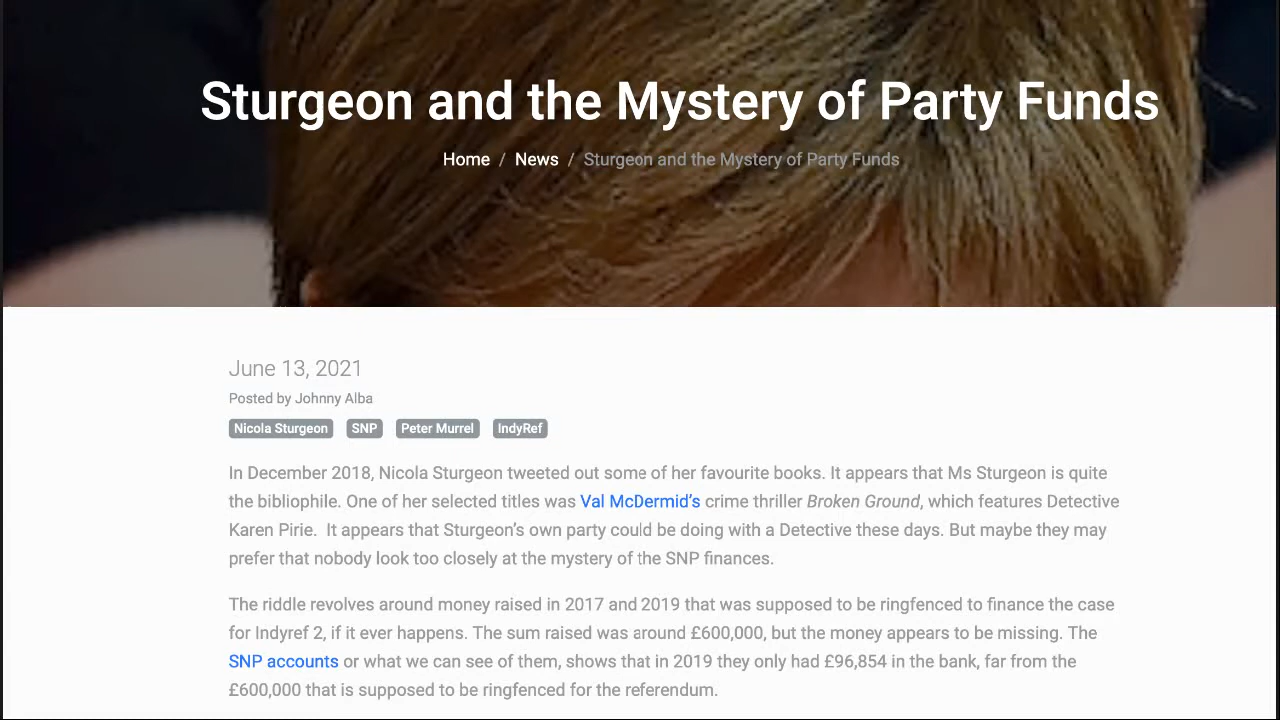 Sturgeon and the Mystery of Party Funds
Home / News / Sturgeon and the Mystery of Party Funds
June 13, 2021
Posted by Johnny Alba
Nicola Sturgeon SNP Peter Murrel IndyRef
In December 2018, Nicola Sturgeon tweeted out some of her favourite books. It appears that Ms Sturgeon is quite
the bibliophile. One of her selected titles was Val McDermid’s crime thriller Broken Ground, which features Detective
Karen Pirie.  It appears that Sturgeon’s own party could be doing with a Detective these days. But maybe they may
prefer that nobody look too closely at the mystery of the SNP finances.
The riddle revolves around money raised in 2017 and 2019 that was supposed to be ringfenced to finance the case
for Indyref 2, if it ever happens. The sum raised was around £600,000, but the money appears to be missing. The
SNP accounts or what we can see of them, shows that in 2019 they only had £96,854 in the bank, far from the
£600,000 that is supposed to be ringfenced for the referendum.